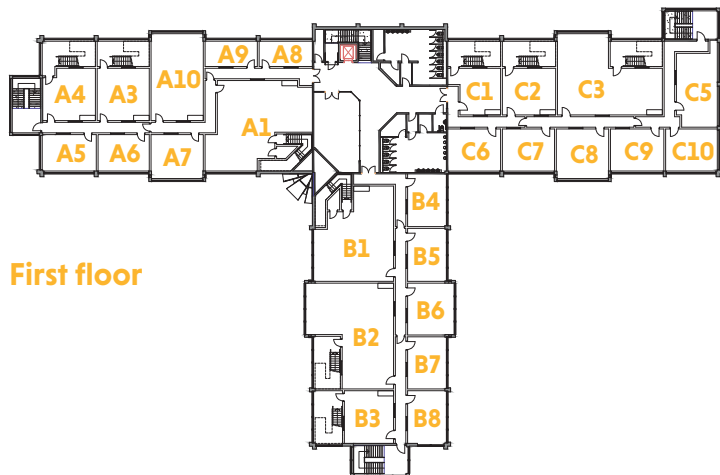 A9 A8
A4 A3 A10 C1 C2 C3 C5
A1
A5 A6 A7 C6 C7 C8 C9 C10
B4
B1
B5
First floor
B6
B2
B7
B3 B8